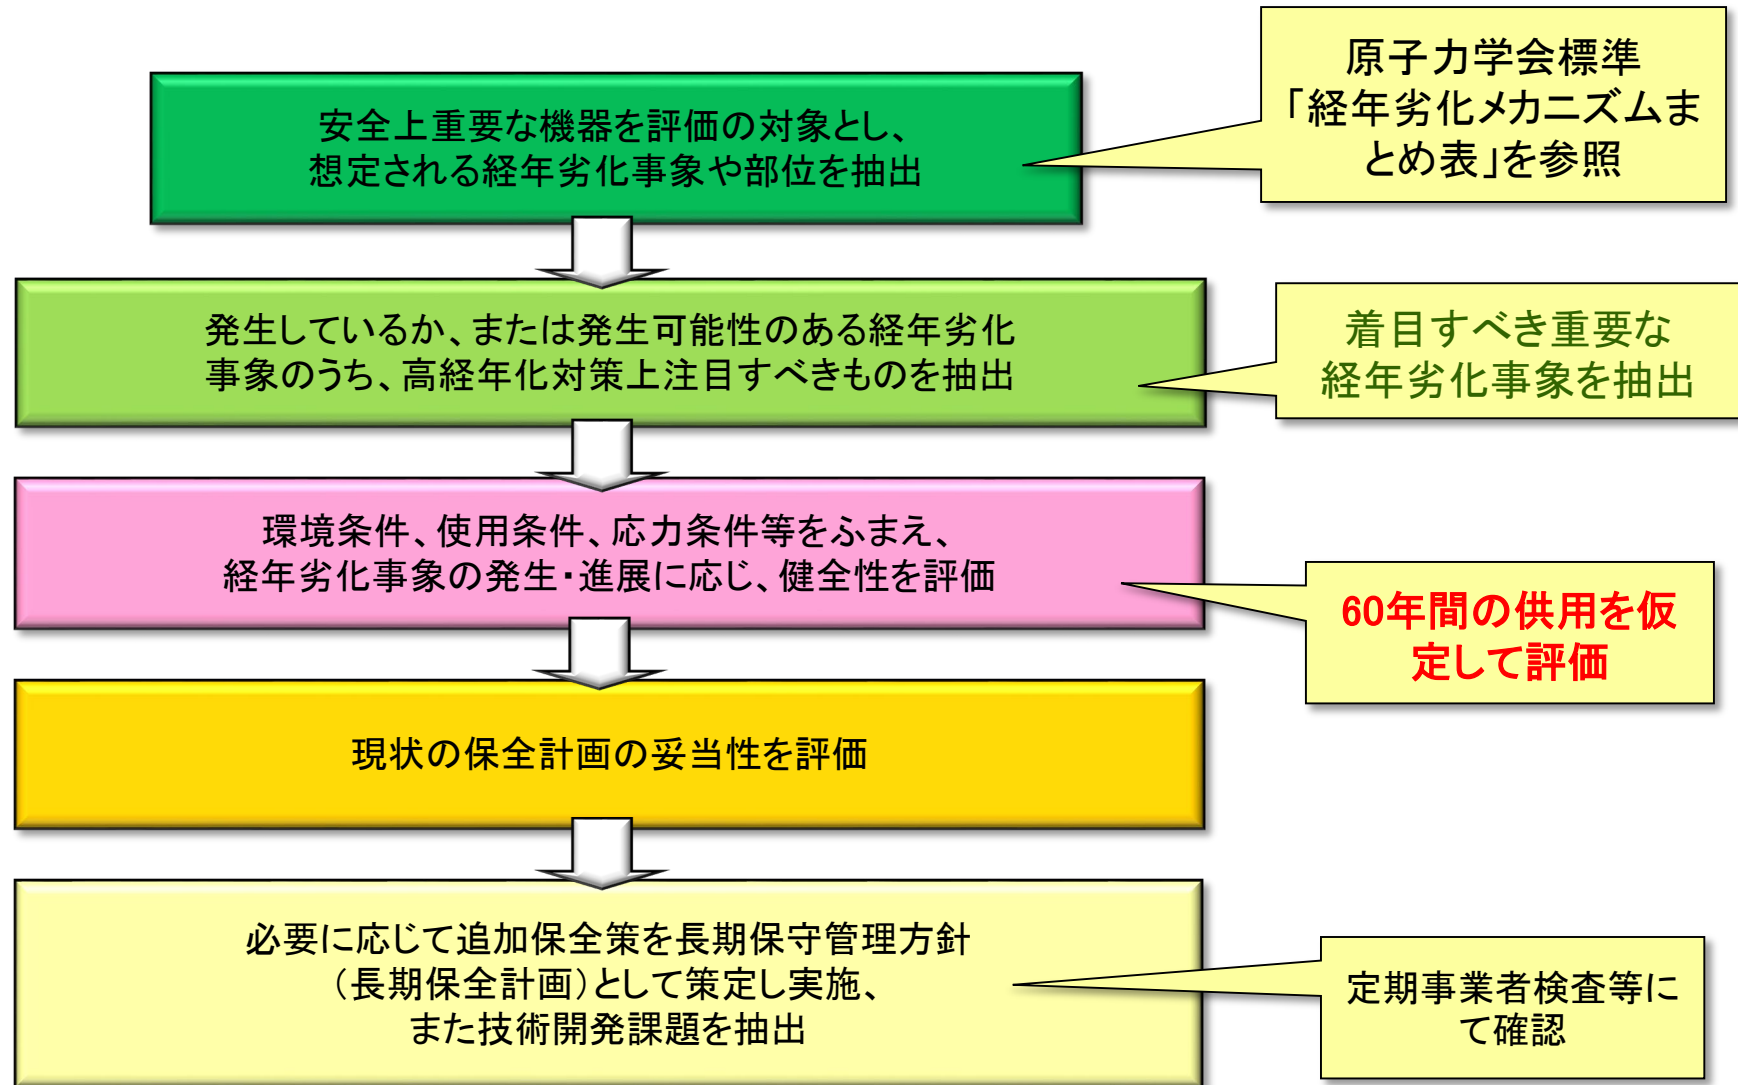 安全上重要な機器を評価の対象とし、
想定される経年劣化事象や部位を抽出
原子力学会標準
「経年劣化メカニズムま
とめ表」を参照
発生しているか、または発生可能性のある経年劣化
事象のうち、高経年化対策上注目すべきものを抽出
着目すべき重要な
経年劣化事象を抽出
環境条件、使用条件、応力条件等をふまえ、
経年劣化事象の発生・進展に応じ、健全性を評価
60年間の供用を仮
定して評価
現状の保全計画の妥当性を評価
必要に応じて追加保全策を長期保守管理方針
（長期保全計画）として策定し実施、
また技術開発課題を抽出
定期事業者検査等に
て確認